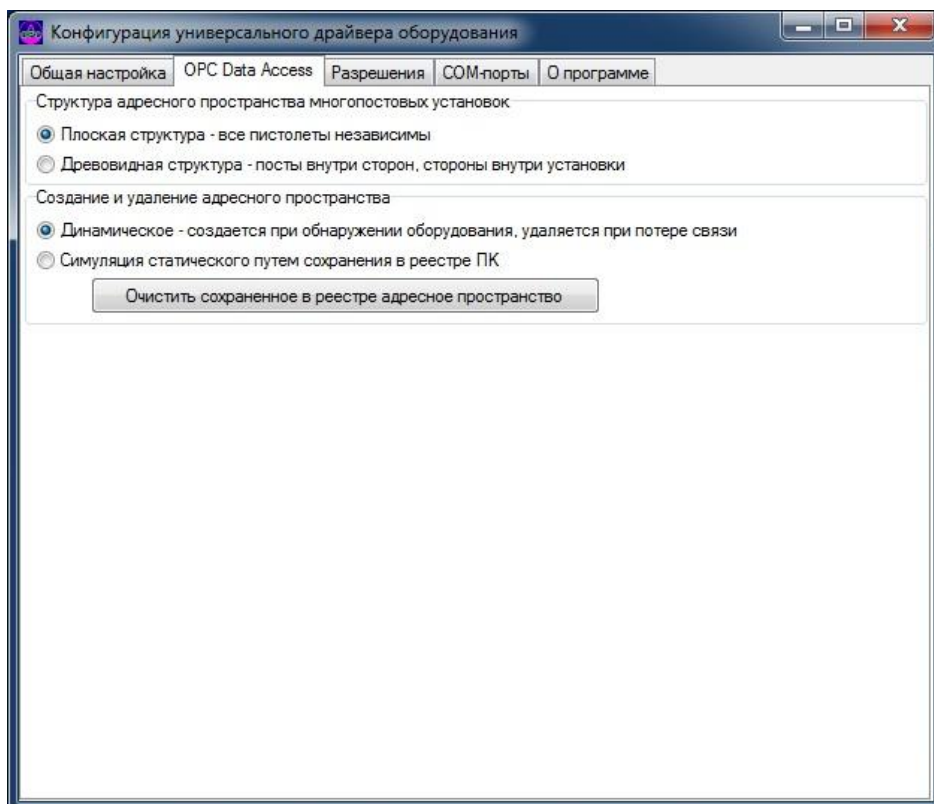 Конфигурация универсального драйвера оборудования
Общая настройка OPC Data Access Разрешения COM-порты О программе
Структура адресного пространства многопостовых установок
Плоская структура - все пистолеты независимы
Древовидная структура - посты внутри сторон, стороны внутри установки
Создание и удаление адресного пространства
Динамическое - создается при обнаружении оборудования, удаляется при потере связи
Симуляция статического путем сохранения в реестре ПК
Очистить сохраненное в реестре адресное пространство